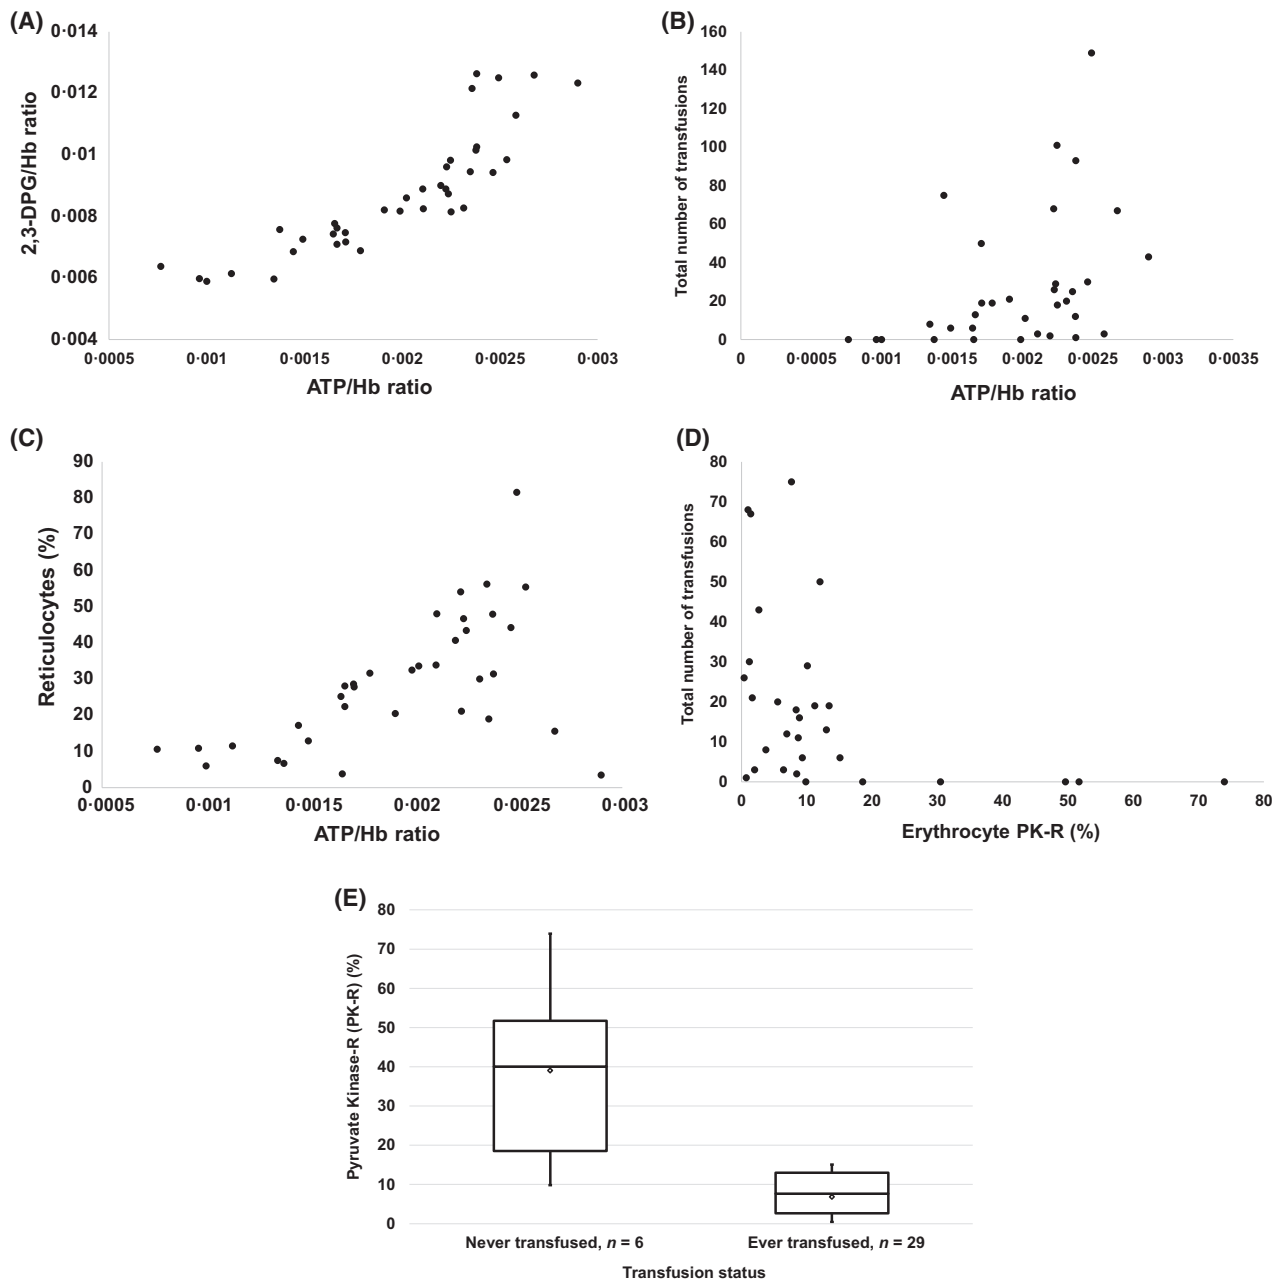 (A)
0·014
0·012
0·01
0·008
0·006
0·004
2,3-DPG/Hb ratio
0·0005 0·001 0·0015 0·002 0·0025 0·003
ATP/Hb ratio
(B)
160
140
120
100
80
60
40
20
0
Total number of transfusions
0 0·0005 0·001 0·0015 0·002 0·0025 0·003 0·0035
ATP/Hb ratio
(C)
90
80
70
60
50
40
30
20
10
0
Reticulocytes (%)
0·0005 0·001 0·0015 0·002 0·0025 0·003
ATP/Hb ratio
(D)
80
70
60
50
40
30
20
10
0
Total number of transfusions
0 10 20 30 40 50 60 70 80
Erythrocyte PK-R (%)
(E)
80
70
60
50
40
30
20
10
0
Pyruvate Kinase-R (PK-R) (%)
Never transfused, n = 6 Ever transfused, n = 29
Transfusion status